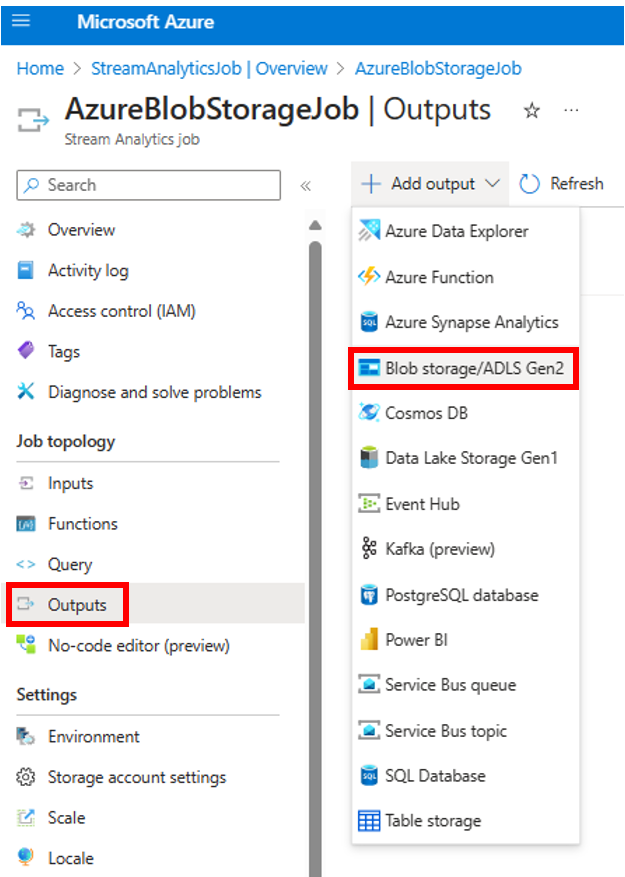 Microsoft Azure
Home > StreamAnalyticsJob | Overview > AzureBlobStorageJob
AzureBlobStorageJob | Outputs
Stream Analytics job
Search
Overview
Activity log
Access control (IAM)
Tags
Diagnose and solve problems
Job topology
Inputs
Functions
Query
Outputs
No-code editor (preview)
Settings
Environment
Storage account settings
Scale
Locale
Add output
Refresh
Azure Data Explorer
Azure Function
Azure Synapse Analytics
Blob storage/ADLS Gen2
Cosmos DB
Data Lake Storage Gen1
Event Hub
Kafka (preview)
PostgreSQL database
Power BI
Service Bus queue
Service Bus topic
SQL Database
Table storage